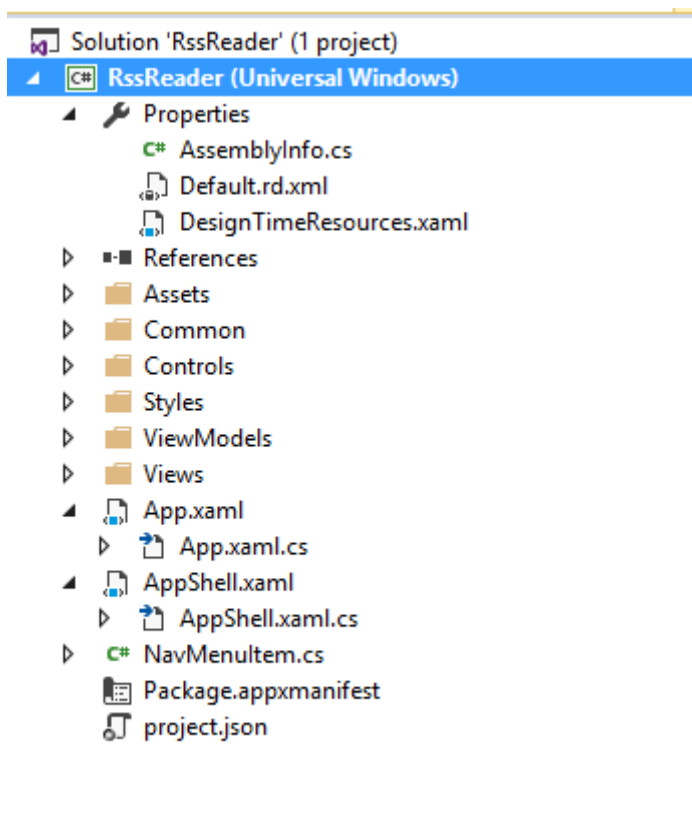 Solution 'RssReader' (1 project)
C# RssReader (Universal Windows)
Properties
C# AssemblyInfo.cs
Default.rd.xml
DesignTimeResources.xaml
References
Assets
Common
Controls
Styles
ViewModels
Views
App.xaml
App.xaml.cs
AppShell.xaml
AppShell.xaml.cs
C# NavMenuItem.cs
Package.appxmanifest
project.json